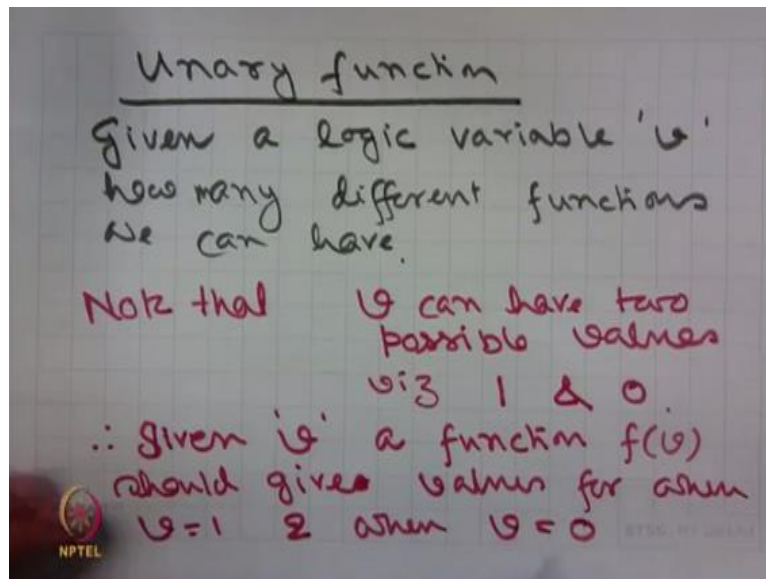 Unary function
Given a logic variable 'v'
how many different functions
we can have.
Note that v can have two
possible values
viz 1 & 0
∴ given 'v' a function f(v)
should gives values for when
v=1 & when v=0
NPTEL